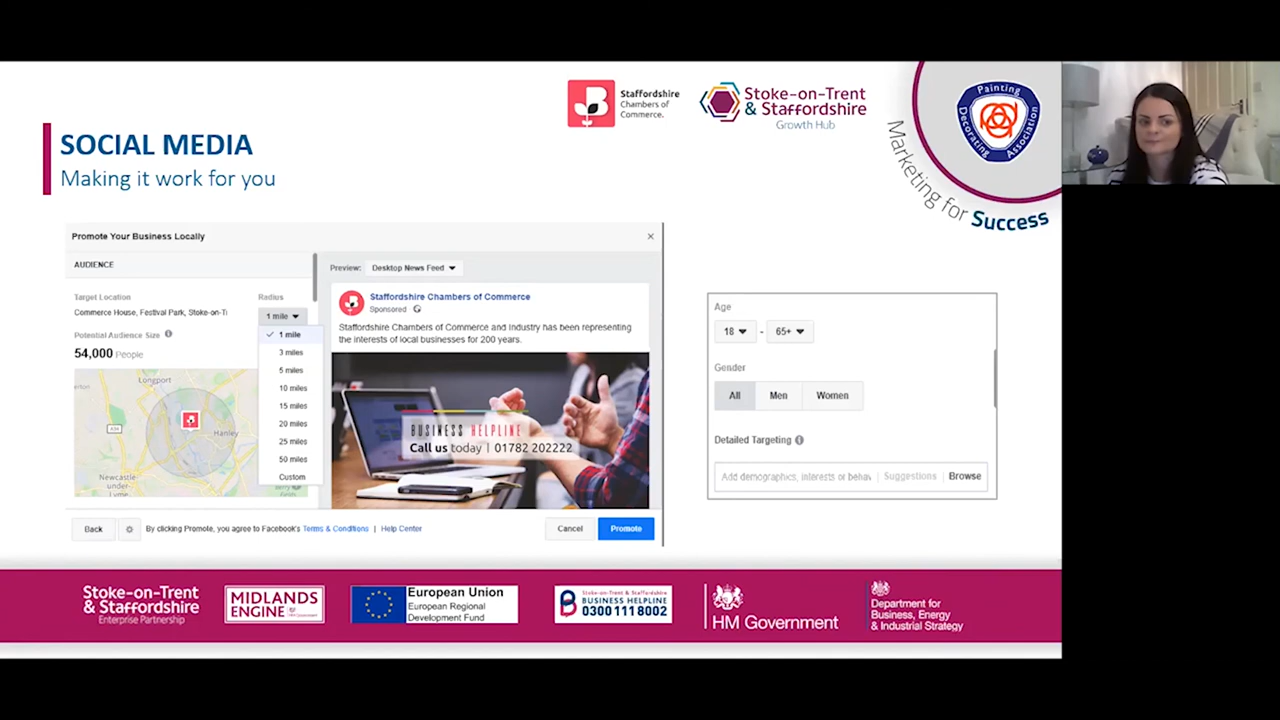 Staffordshire
Chambers of
Commerce.
Stoke-on-Trent
& Staffordshire
Growth Hub
Painting
Decorating
Association
Marketing for Success
SOCIAL MEDIA
Making it work for you
Promote Your Business Locally
×
AUDIENCE
Target Location
Commerce House, Festival Park, Stoke-on-Tr
Potential Audience Size
54,000 People
Longport
Hanley
Newcastle-
under-Lyme
Radius
1 mile
1 mile
3 miles
5 miles
10 miles
15 miles
20 miles
25 miles
50 miles
Custom
Preview: Desktop News Feed
Staffordshire Chambers of Commerce
Sponsored
Staffordshire Chambers of Commerce and Industry has been representing
the interests of local businesses for 200 years.
BUSINESS HELPLINE
Call us today | 01782 202222
Back
By clicking Promote, you agree to Facebook's Terms & Conditions | Help Center
Cancel
Promote
Age
18 - 65+
Gender
All Men Women
Detailed Targeting
Add demographics, interests or behav | Suggestions | Browse
Stoke-on-Trent
& Staffordshire
Enterprise Partnership
MIDLANDS
ENGINE
European Union
European Regional
Development Fund
Stoke-on-Trent & Staffordshire
BUSINESS HELPLINE
0300 111 8002
HM Government
Department for
Business, Energy
& Industrial Strategy